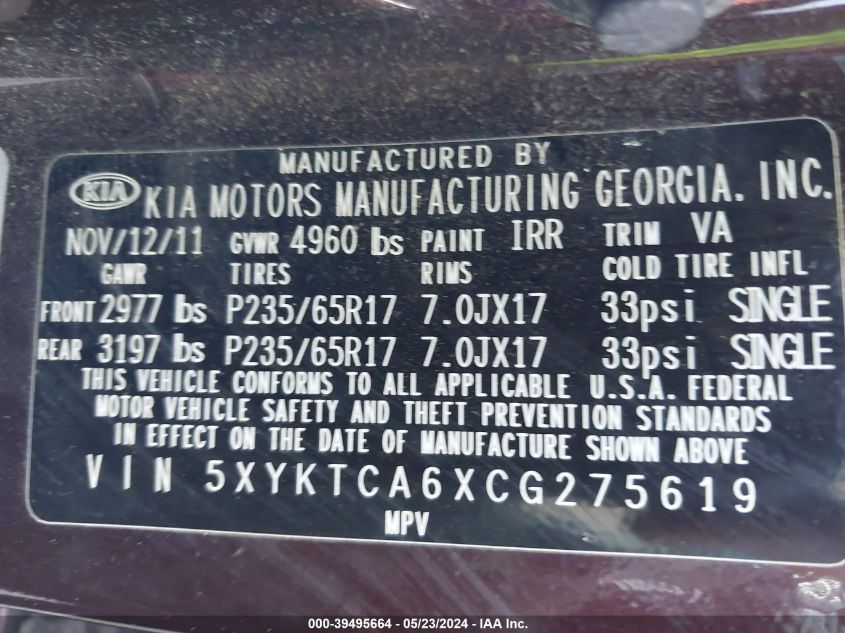 MANUFACTURED BY
KIA KIA MOTORS MANUFACTURING GEORGIA. INC.
NOV/12/11 GVWR 4960 lbs PAINT IRR TRIM VA
GAWR TIRES RIMS COLD TIRE INFL
FRONT 2977 lbs P235/65R17 7.0JX17 33psi SINGLE
REAR 3197 lbs P235/65R17 7.0JX17 33psi SINGLE
THIS VEHICLE CONFORMS TO ALL APPLICABLE U.S.A. FEDERAL
MOTOR VEHICLE SAFETY AND THEFT PREVENTION STANDARDS
IN EFFECT ON THE DATE OF MANUFACTURE SHOWN ABOVE
VIN 5XYKTCA6XCG275619
MPV
000-39495664 - 05/23/2024 - IAA Inc.